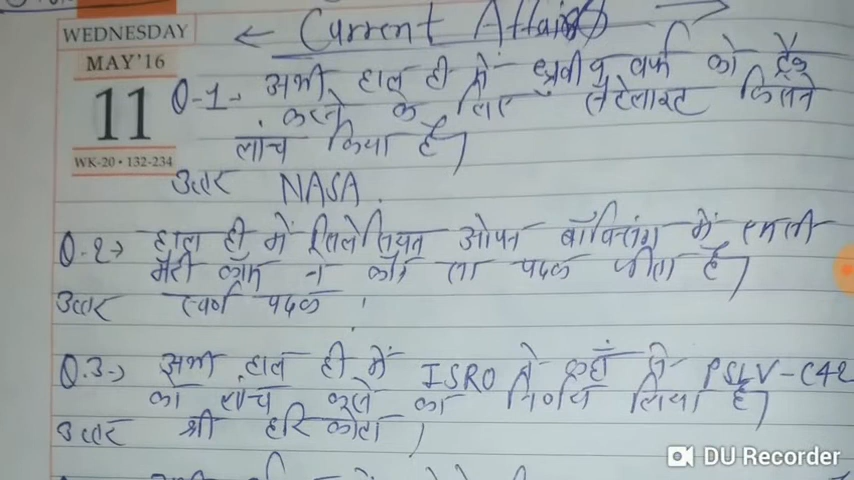 WEDNESDAY
MAY'16
11
WK-20 • 132-234
← Current Affairs →
Q-1- अभी हाल ही में ध्रुवीय बर्फ को ट्रैक
करने के लिए सेटेलाइट किसने
लांच किया है।
उत्तर NASA.
Q-2→ हाल ही में सिलेसियन ओपन बॉक्सिंग में एमसी
मैरी कॉम ने कौन सा पदक जीता है।
उत्तर स्वर्ण पदक ।
Q.3→ अभी हाल ही में ISRO ने कहाँ से PSLV-C42
को लांच करने का निर्णय लिया है।
उत्तर श्री हरि कोटा ।
DU Recorder